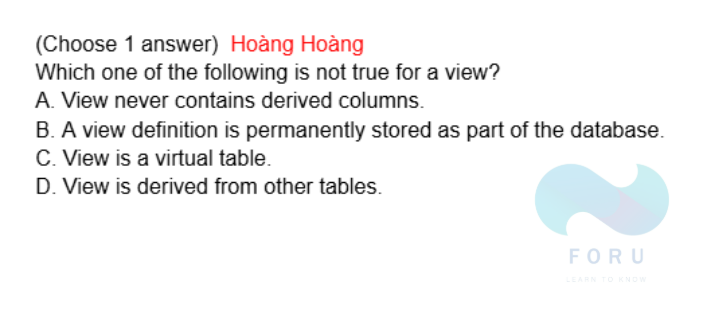 (Choose 1 answer) Hoàng Hoàng
Which one of the following is not true for a view?
A. View never contains derived columns.
B. A view definition is permanently stored as part of the database.
C. View is a virtual table.
D. View is derived from other tables.
FORU
LEARN TO KNOW